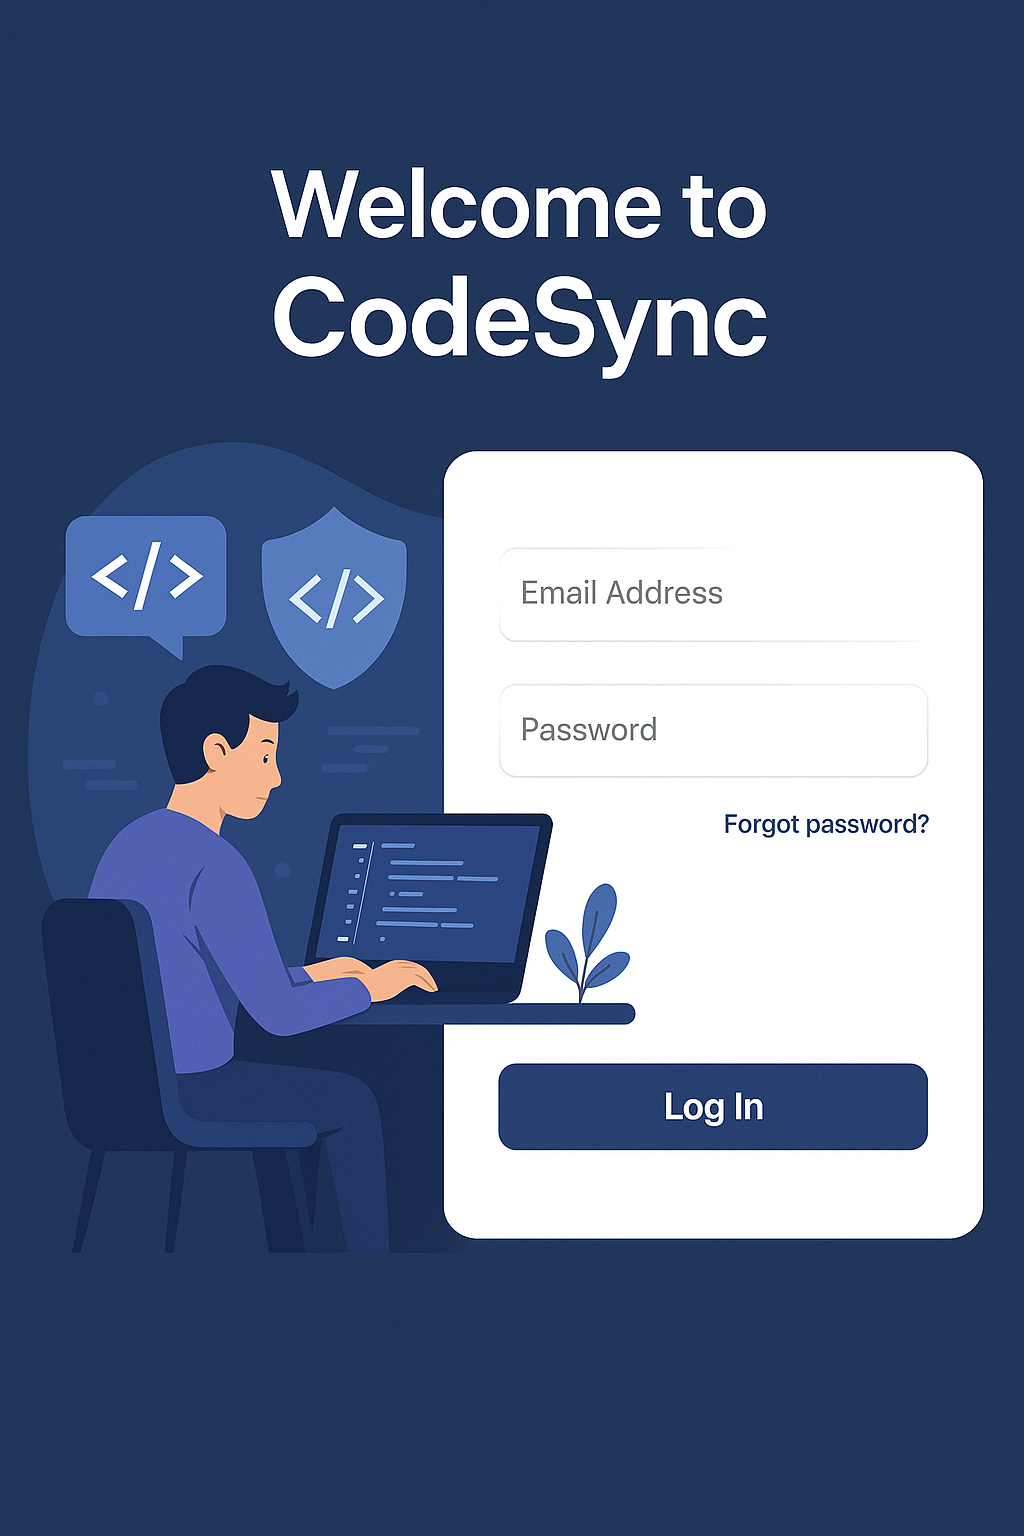 Welcome to
CodeSync
</>
</>
Email Address
Password
Forgot password?
Log In